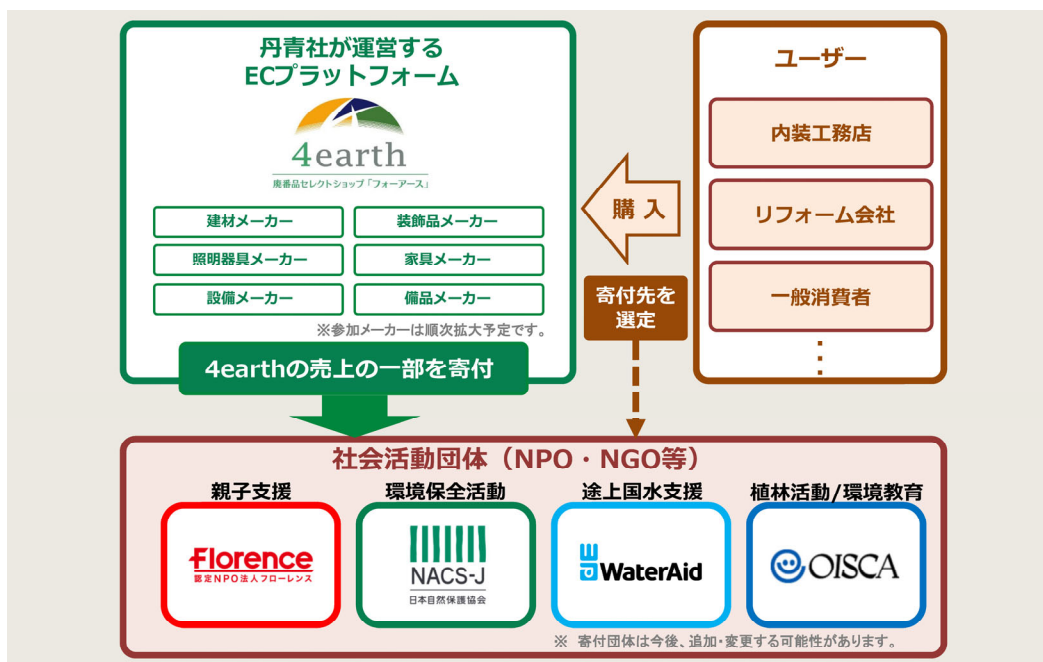 丹青社が運営する
ECプラットフォーム
4earth
廃番品セレクトショップ「フォーアース」
建材メーカー
装飾品メーカー
照明器具メーカー
家具メーカー
設備メーカー
備品メーカー
※参加メーカーは順次拡大予定です。
4earthの売上の一部を寄付
購入
寄付先を
選定
ユーザー
内装工務店
リフォーム会社
一般消費者
⋮
社会活動団体（NPO・NGO等）
親子支援
Florence
認定NPO法人フローレンス
環境保全活動
NACS-J
日本自然保護協会
途上国水支援
WaterAid
植林活動/環境教育
OISCA
※ 寄付団体は今後、追加・変更する可能性があります。